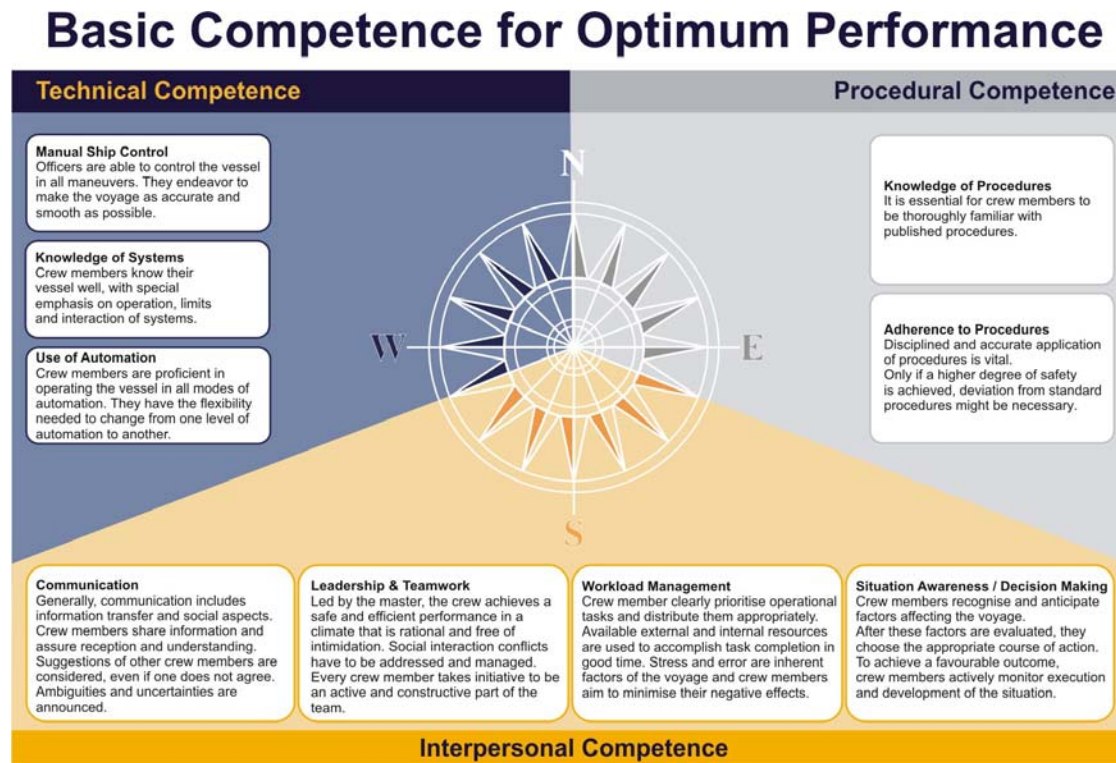 Basic Competence for Optimum Performance
Technical Competence
Procedural Competence
Manual Ship Control
Officers are able to control the vessel
in all maneuvers. They endeavor to
make the voyage as accurate and
smooth as possible.
Knowledge of Systems
Crew members know their
vessel well, with special
emphasis on operation, limits
and interaction of systems.
Use of Automation
Crew members are proficient in
operating the vessel in all modes of
automation. They have the flexibility
needed to change from one level of
automation to another.
N
W
E
S
Knowledge of Procedures
It is essential for crew members to
be thoroughly familiar with
published procedures.
Adherence to Procedures
Disciplined and accurate application
of procedures is vital.
Only if a higher degree of safety
is achieved, deviation from standard
procedures might be necessary.
Communication
Generally, communication includes
information transfer and social aspects.
Crew members share information and
assure reception and understanding.
Suggestions of other crew members are
considered, even if one does not agree.
Ambiguities and uncertainties are
announced.
Leadership & Teamwork
Led by the master, the crew achieves a
safe and efficient performance in a
climate that is rational and free of
intimidation. Social interaction conflicts
have to be addressed and managed.
Every crew member takes initiative to be
an active and constructive part of the
team.
Workload Management
Crew member clearly prioritise operational
tasks and distribute them appropriately.
Available external and internal resources
are used to accomplish task completion in
good time. Stress and error are inherent
factors of the voyage and crew members
aim to minimise their negative effects.
Situation Awareness / Decision Making
Crew members recognise and anticipate
factors affecting the voyage.
After these factors are evaluated, they
choose the appropriate course of action.
To achieve a favourable outcome,
crew members actively monitor execution
and development of the situation.
Interpersonal Competence